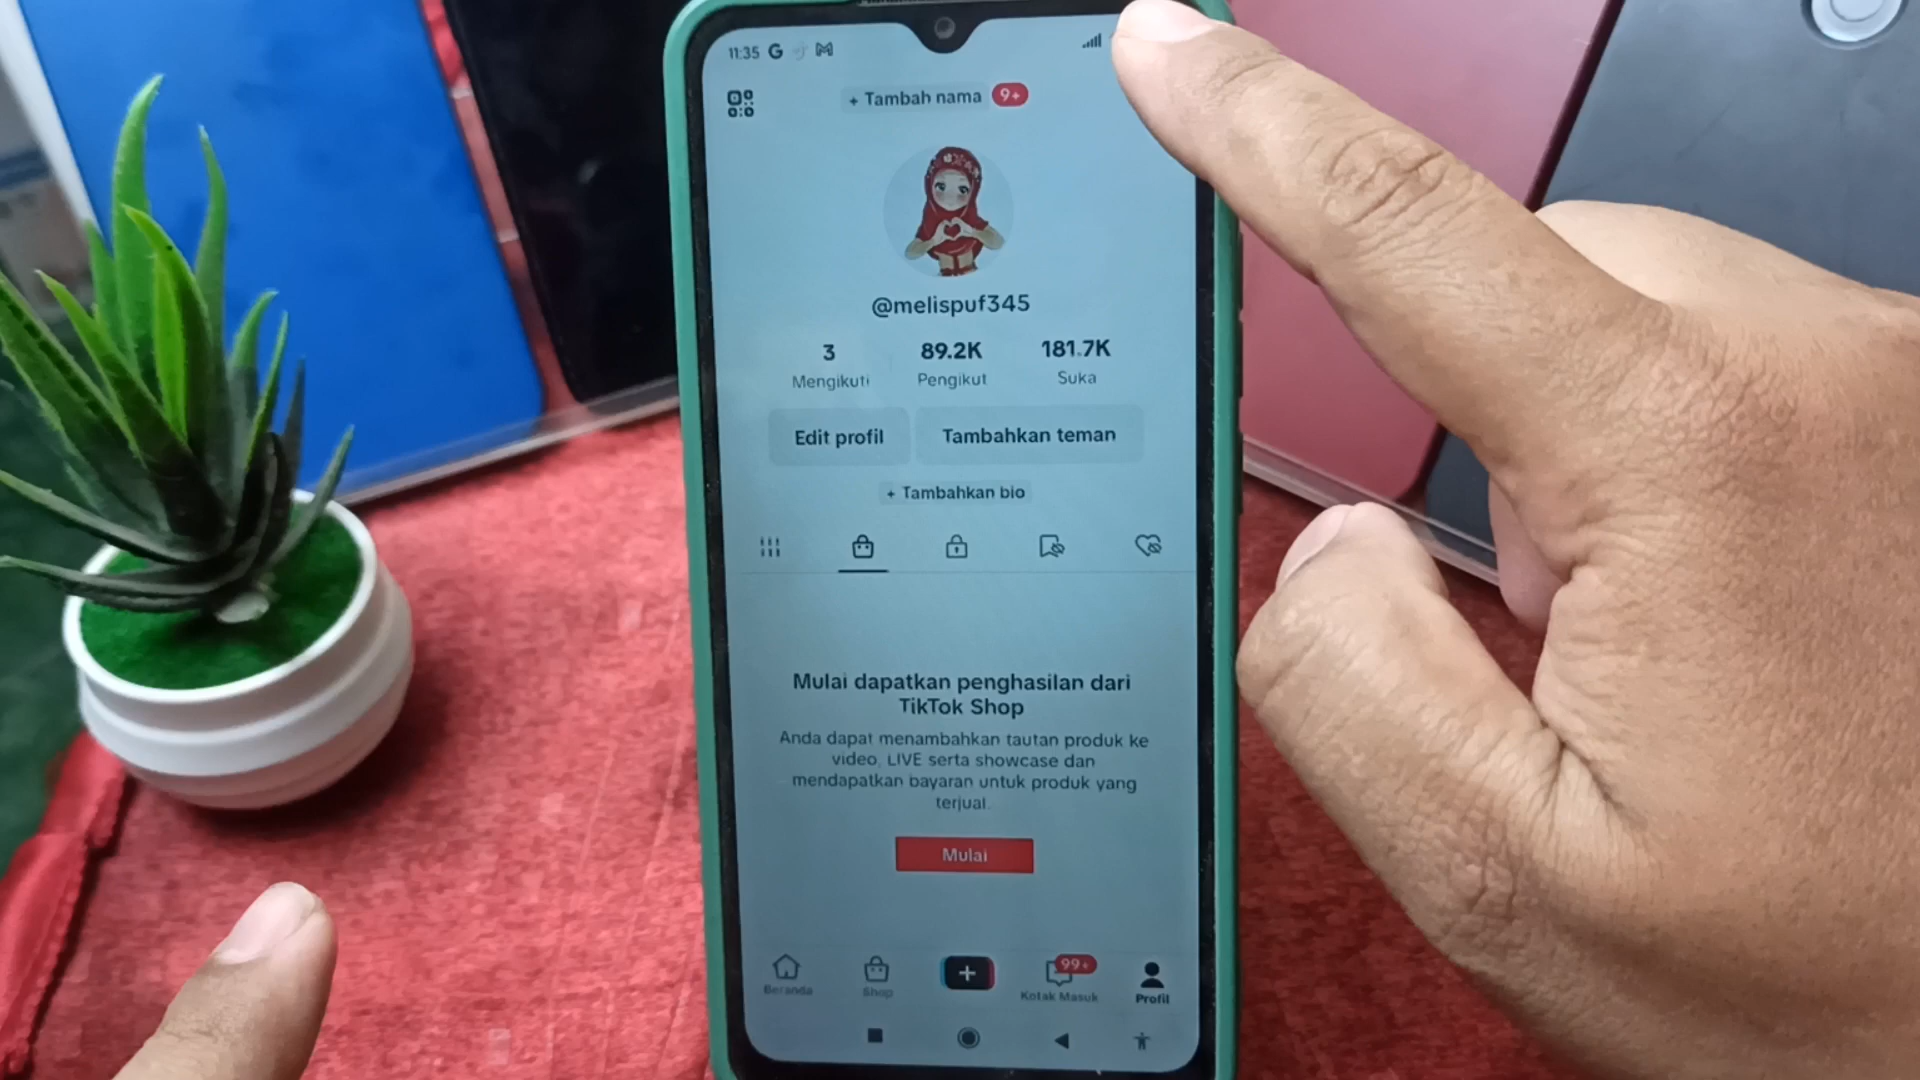 11:35
+ Tambah nama 9+
@melispuf345
3 89.2K 181.7K
Mengikuti Pengikut Suka
Edit profil Tambahkan teman
+ Tambahkan bio
Mulai dapatkan penghasilan dari
TikTok Shop
Anda dapat menambahkan tautan produk ke
video, LIVE serta showcase dan
mendapatkan bayaran untuk produk yang
terjual.
Mulai
99+
Beranda Shop Kotak Masuk Profil